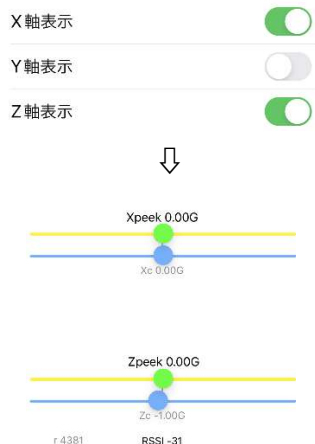 X軸表示
Y軸表示
Z軸表示
Xpeek 0.00G
Xc 0.00G
Zpeek 0.00G
Zc -1.00G
r 4381 RSSI -31